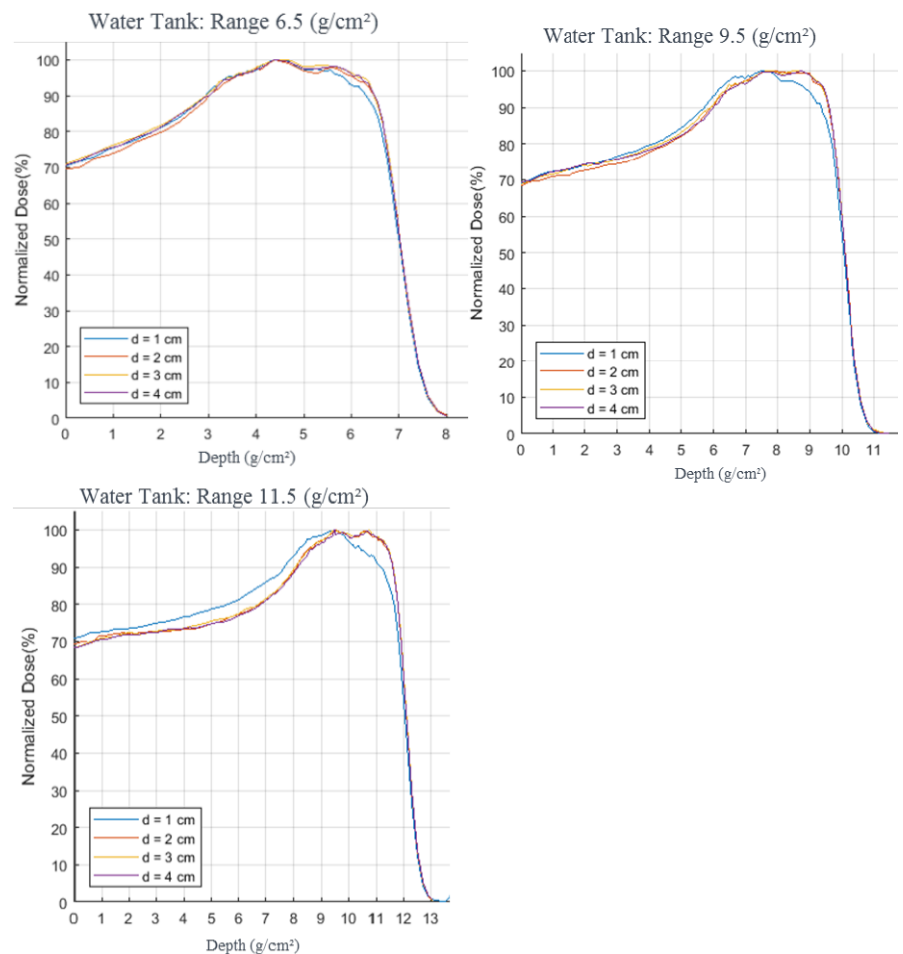 Water Tank: Range 6.5 (g/cm²)
Normalized Dose(%)
100
90
80
70
60
50
40
30
20
10
0
d = 1 cm
d = 2 cm
d = 3 cm
d = 4 cm
0 1 2 3 4 5 6 7 8
Depth (g/cm²)
Water Tank: Range 9.5 (g/cm²)
Normalized Dose(%)
100
90
80
70
60
50
40
30
20
10
0
d = 1 cm
d = 2 cm
d = 3 cm
d = 4 cm
0 1 2 3 4 5 6 7 8 9 10 11
Depth (g/cm²)
Water Tank: Range 11.5 (g/cm²)
Normalized Dose(%)
100
90
80
70
60
50
40
30
20
10
0
d = 1 cm
d = 2 cm
d = 3 cm
d = 4 cm
0 1 2 3 4 5 6 7 8 9 10 11 12 13
Depth (g/cm²)